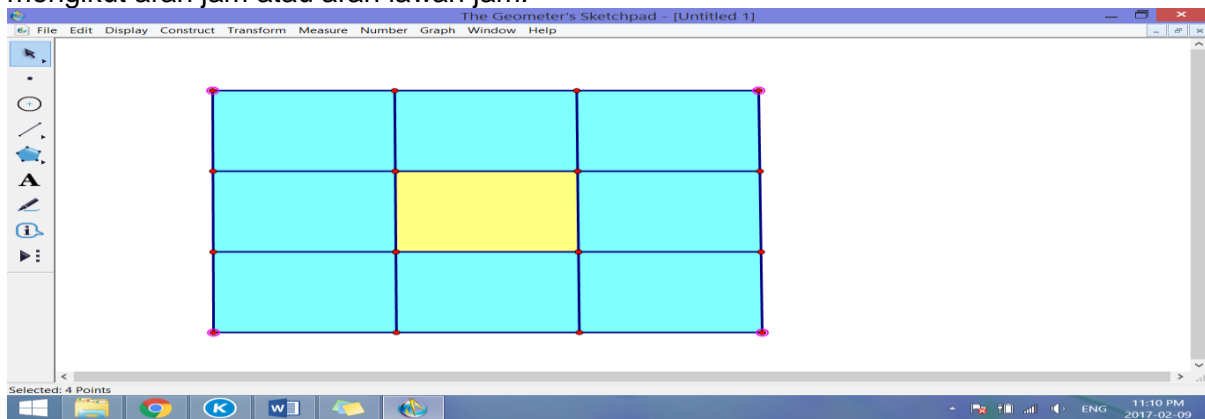 mengikut arah jam atau arah lawan jam.
The Geometer's Sketchpad - [Untitled 1]
File Edit Display Construct Transform Measure Number Graph Window Help
A
Selected: 4 Points
K
W
ENG
11:10 PM
2017-02-09